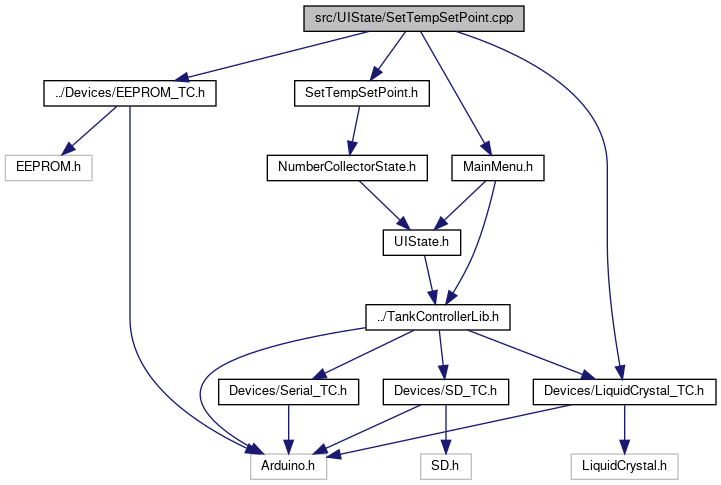 src/UIState/SetTempSetPoint.cpp
../Devices/EEPROM_TC.h
SetTempSetPoint.h
EEPROM.h
NumberCollectorState.h
MainMenu.h
UIState.h
../TankControllerLib.h
Devices/Serial_TC.h
Devices/SD_TC.h
Devices/LiquidCrystal_TC.h
Arduino.h
SD.h
LiquidCrystal.h